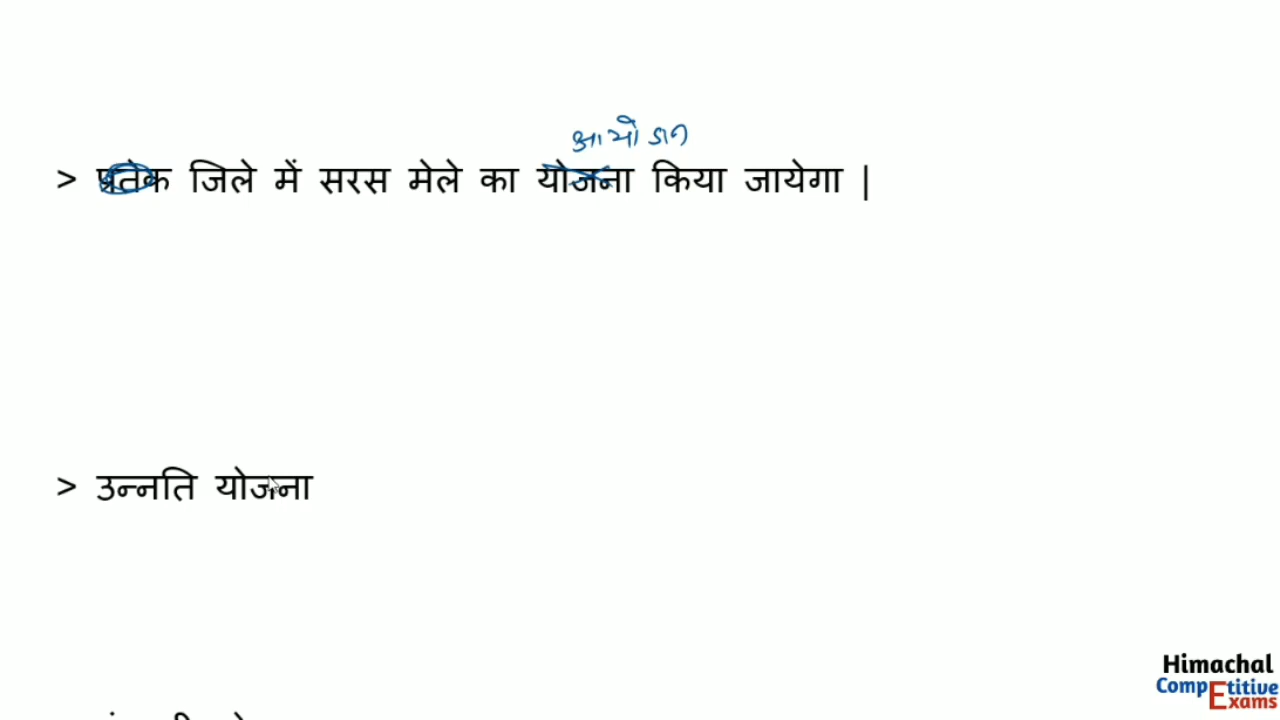 आयोजन
> प्रतेक जिले में सरस मेले का योजना किया जायेगा |
> उन्नति योजना
Himachal
Competitive
Exams